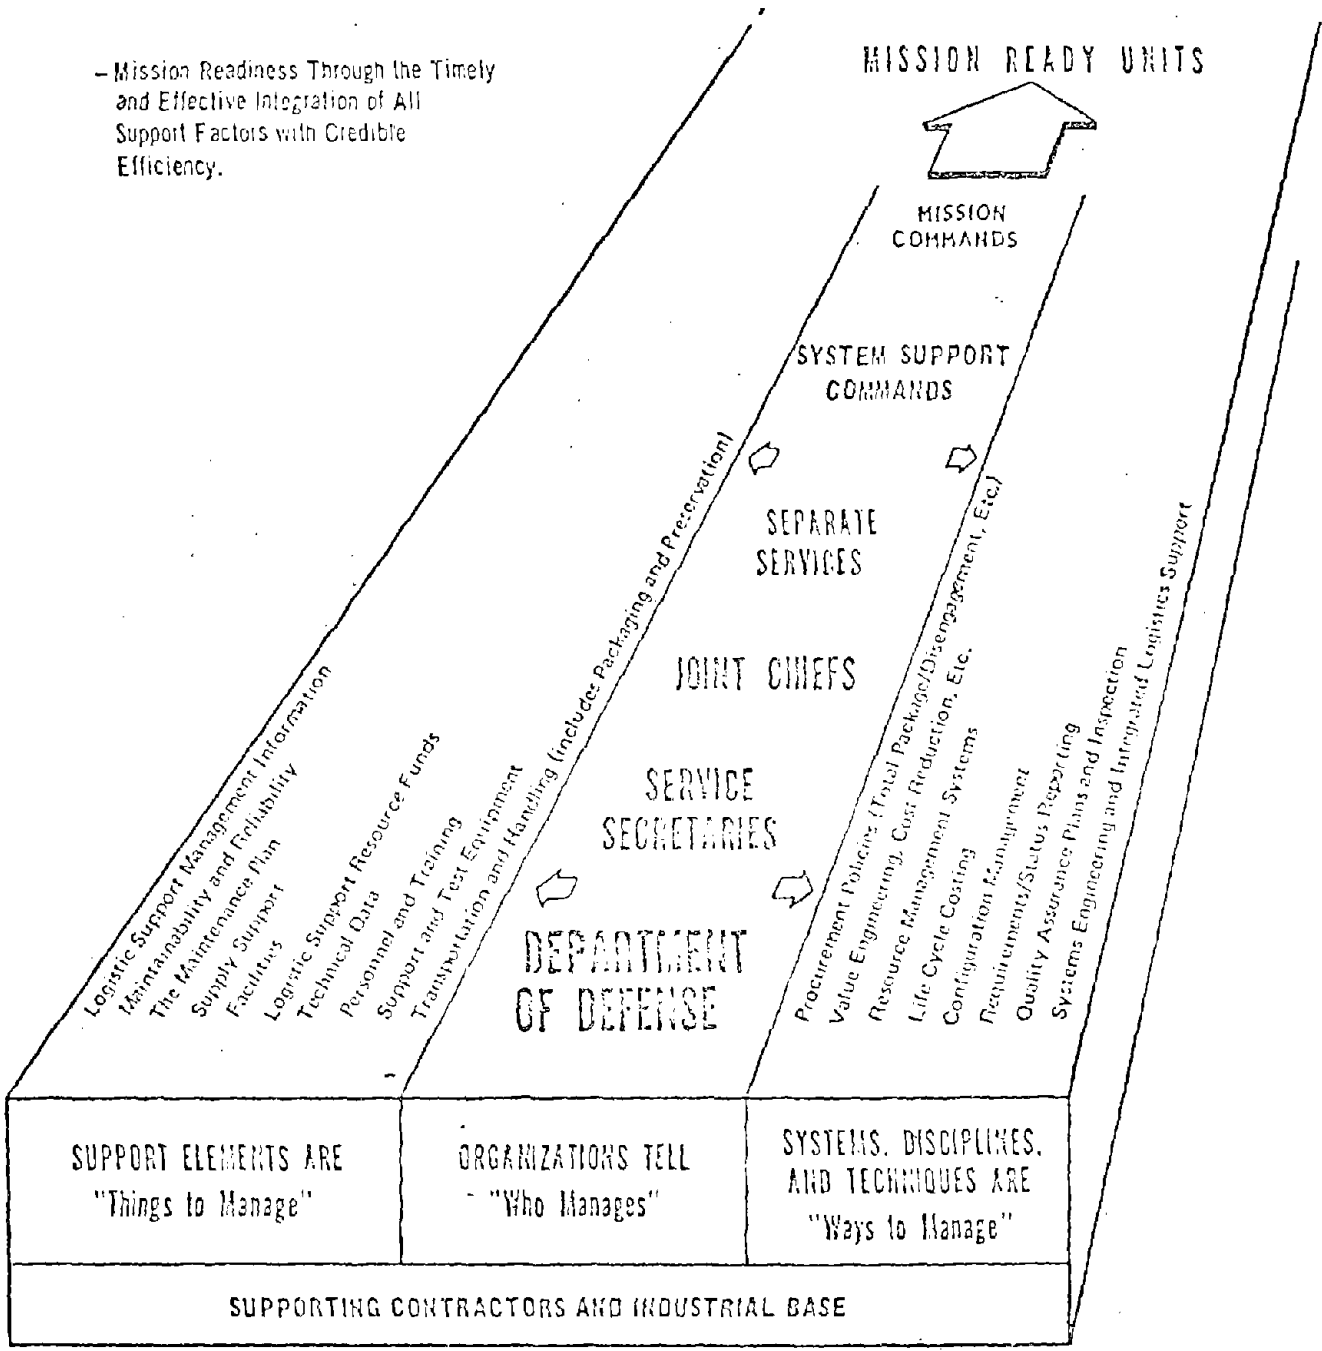 – Mission Readiness Through the Timely
and Effective Integration of All
Support Factors with Credible
Efficiency.
MISSION READY UNITS
MISSION
COMMANDS
SYSTEM SUPPORT
COMMANDS
SEPARATE
SERVICES
JOINT CHIEFS
SERVICE
SECRETARIES
DEPARTMENT
OF DEFENSE
Logistic Support Management Information
Maintainability and Reliability
The Maintenance Plan
Supply Support
Facilities
Logistic Support Resource Funds
Technical Data
Personnel and Training
Support and Test Equipment
Transportation and Handling (includes Packaging and Preservation)
Procurement Policies (Total Package/Disengagement, Etc.)
Value Engineering, Cost Reduction, Etc.
Resource Management Systems
Life Cycle Costing
Configuration Management
Requirements/Status Reporting
Quality Assurance Plans and Inspection
Systems Engineering and Integrated Logistics Support
SUPPORT ELEMENTS ARE
"Things to Manage"
ORGANIZATIONS TELL
"Who Manages"
SYSTEMS, DISCIPLINES,
AND TECHNIQUES ARE
"Ways to Manage"
SUPPORTING CONTRACTORS AND INDUSTRIAL BASE